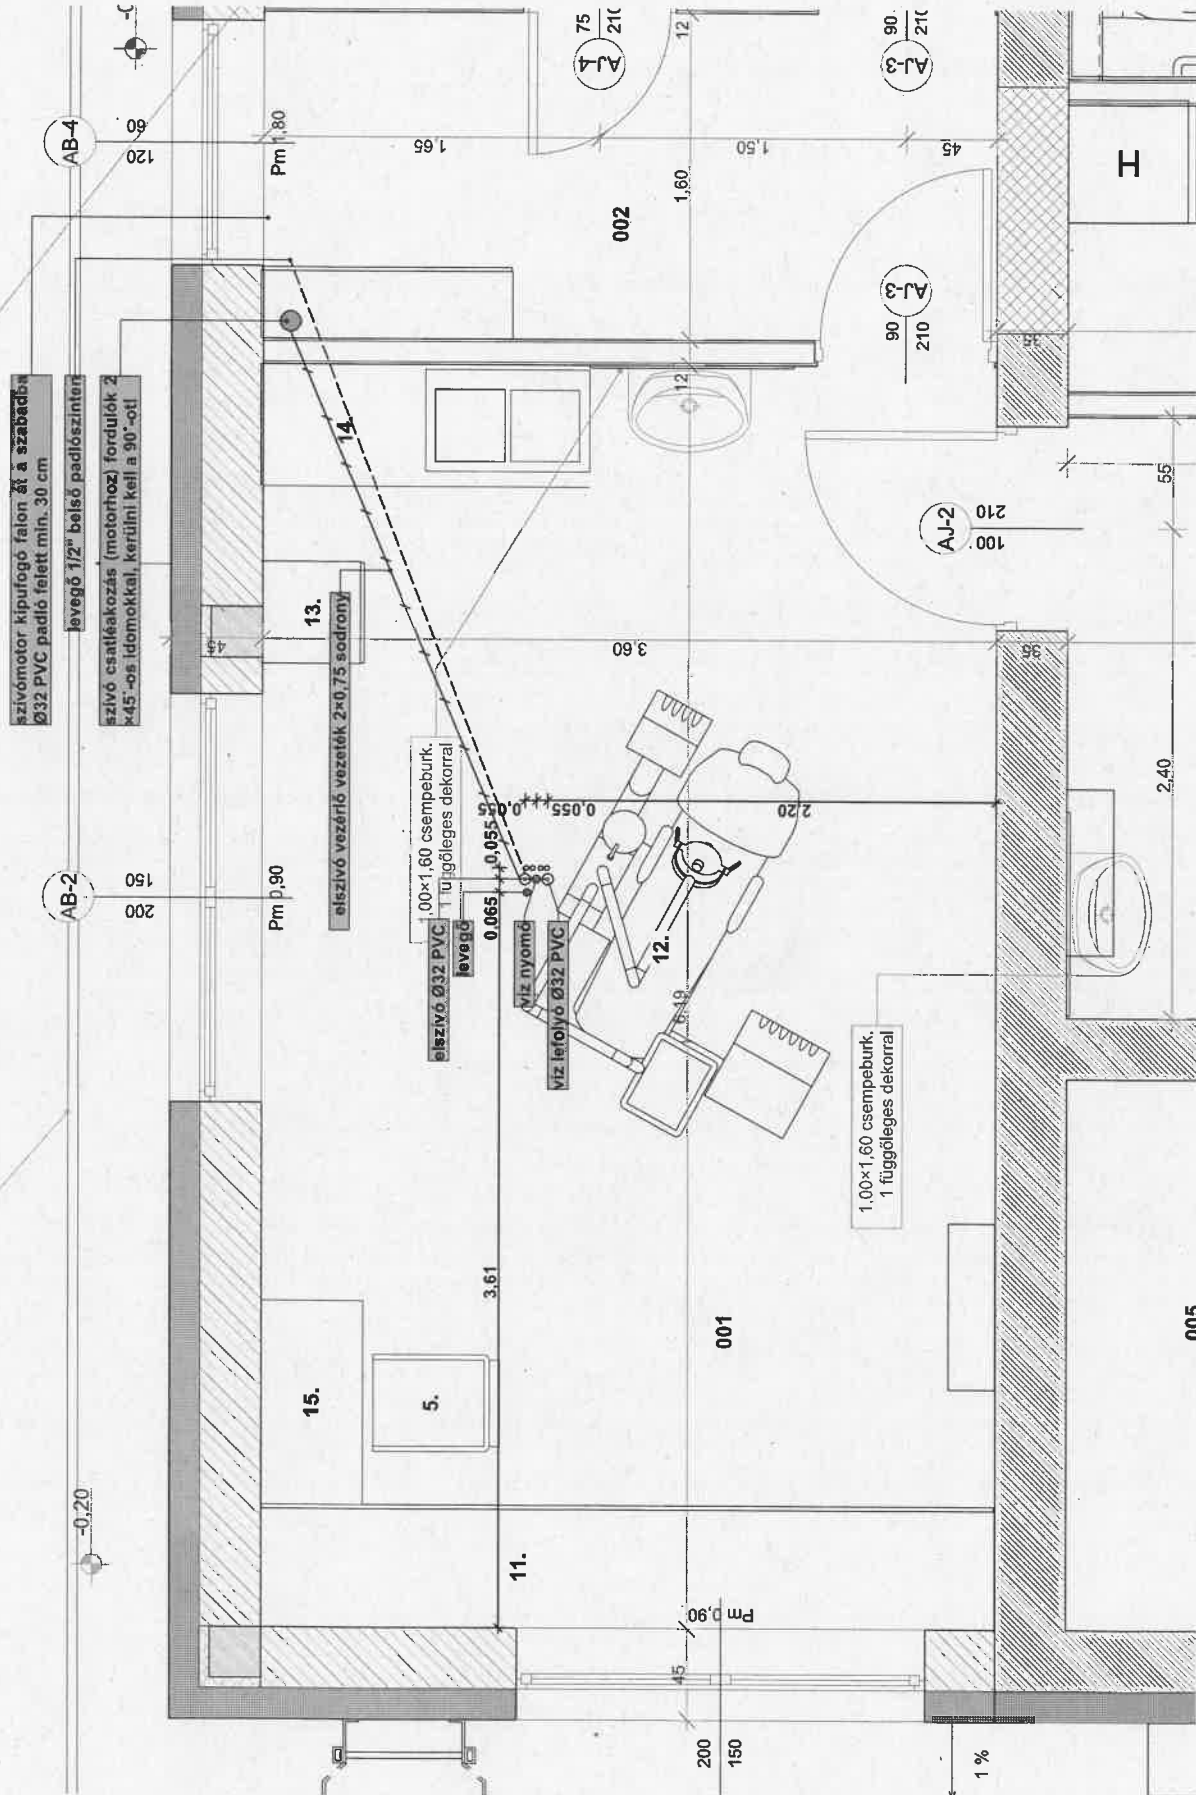 szívómotor kipufogó falon át a szabadba
Ø32 PVC padló felett min. 30 cm
levegő 1/2" belső padlószinten
szívó csatléakozás (motorhoz) fordulók 2
×45°-os idomokkal, kerülni kell a 90°-ot!
elszívó vezérlő vezeték 2×0,75 sodrony
1,00×1,60 csempeburk.
1 függőleges dekorral
elszívó Ø32 PVC
levegő
víz nyomó
víz lefolyó Ø32 PVC
0,065
0,055
0,055
0,055
2,20
3,61
3,60
6,19
1,00×1,60 csempeburk.
1 függőleges dekorral
AB-4
60
120
Pm 1,80
AB-2
150
200
Pm 0,90
-0,20
AJ-4
75
210
AJ-3
90
210
AJ-3
90
210
AJ-2
210
100
1,65
1,50
45
1,60
12
12
002
H
35
55
35
2,40
45
13.
14.
12.
15.
5.
11.
001
005
Pm 0,90
45
200
150
1 %